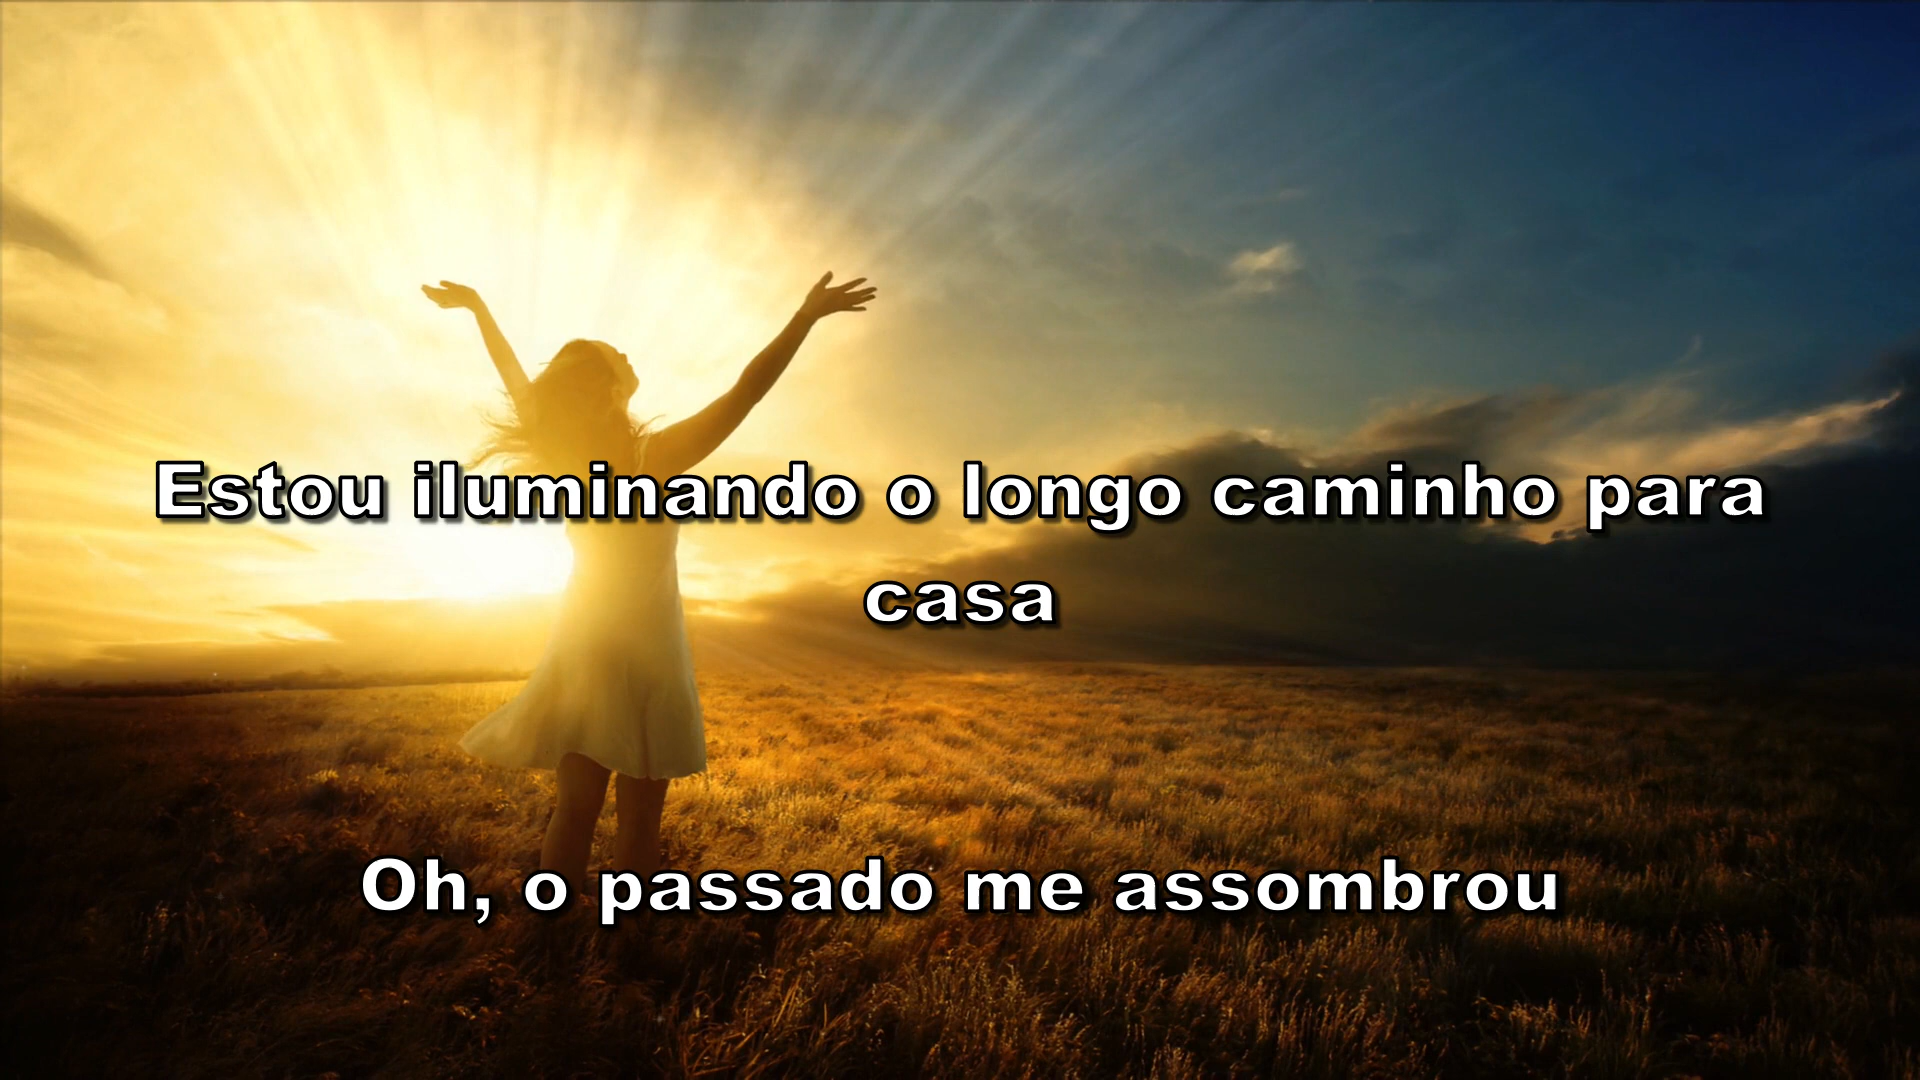 Estou iluminando o longo caminho para
casa
Oh, o passado me assombrou